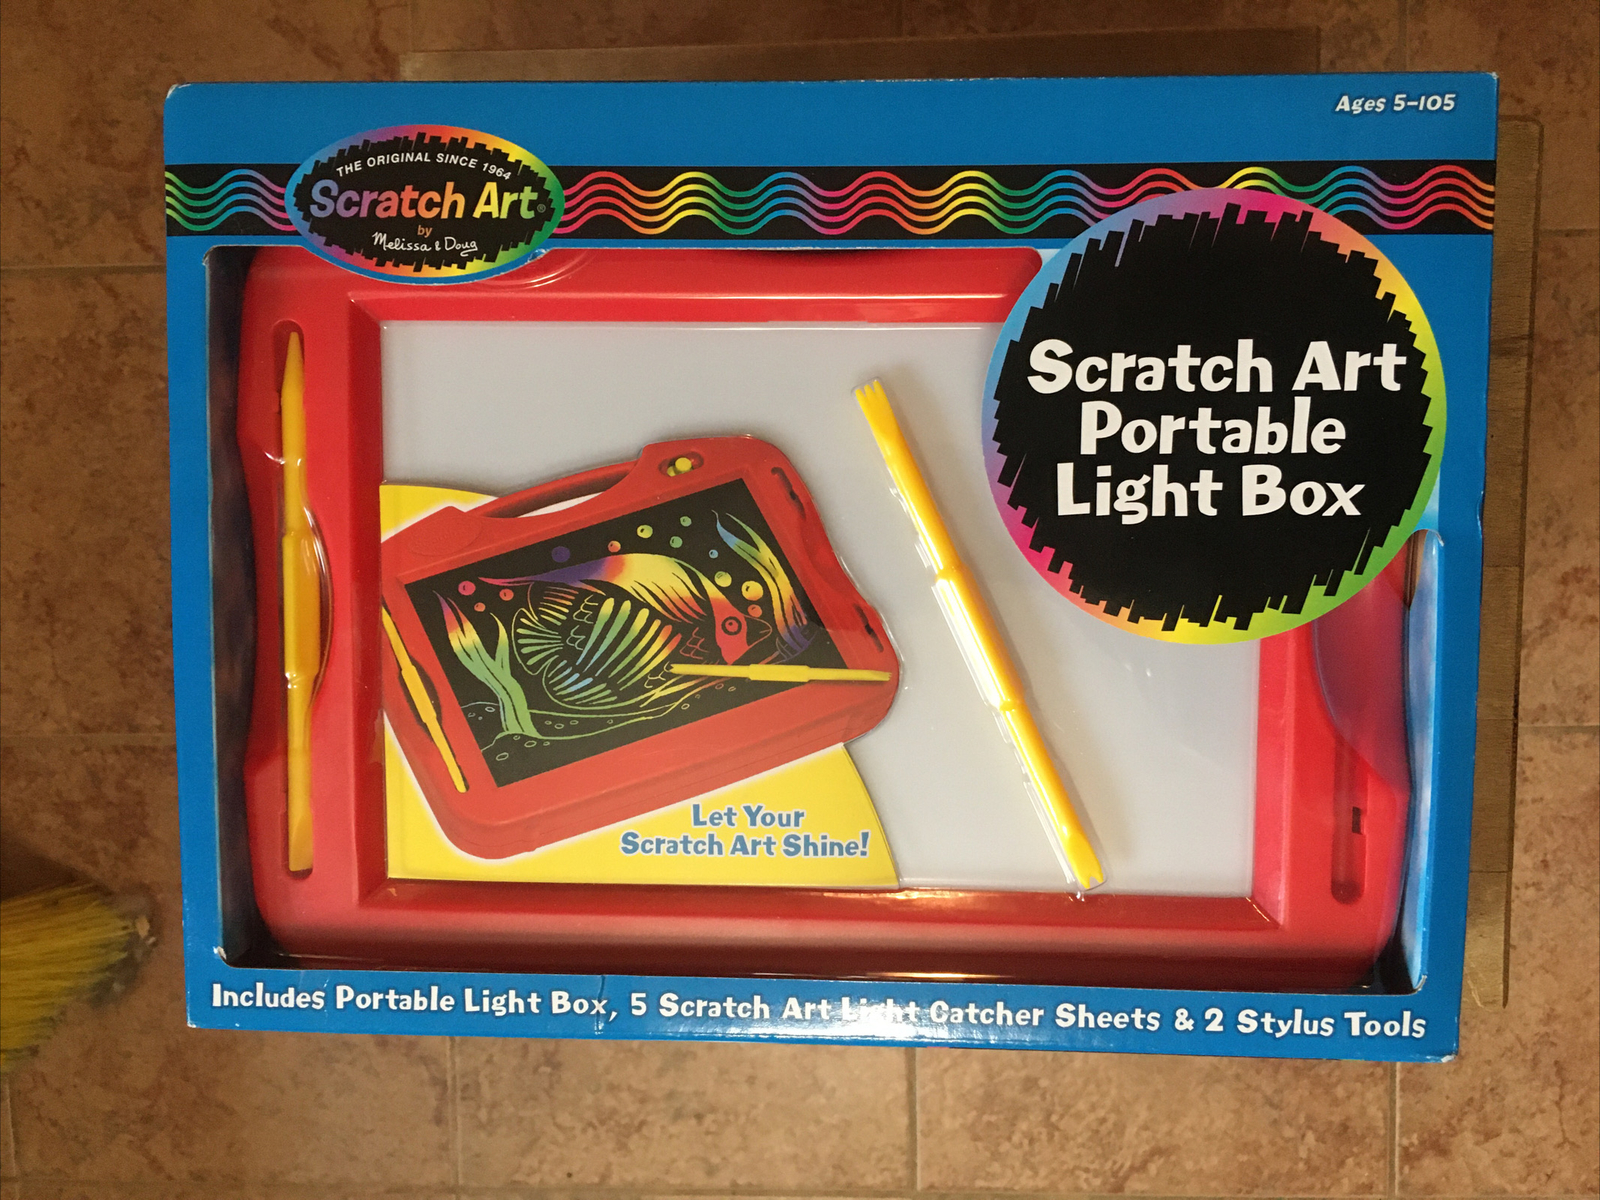 Ages 5-105
THE ORIGINAL SINCE 1964
Scratch Art®
by
Melissa & Doug
Scratch Art
Portable
Light Box
Let Your
Scratch Art Shine!
Includes Portable Light Box, 5 Scratch Art Light Catcher Sheets & 2 Stylus Tools